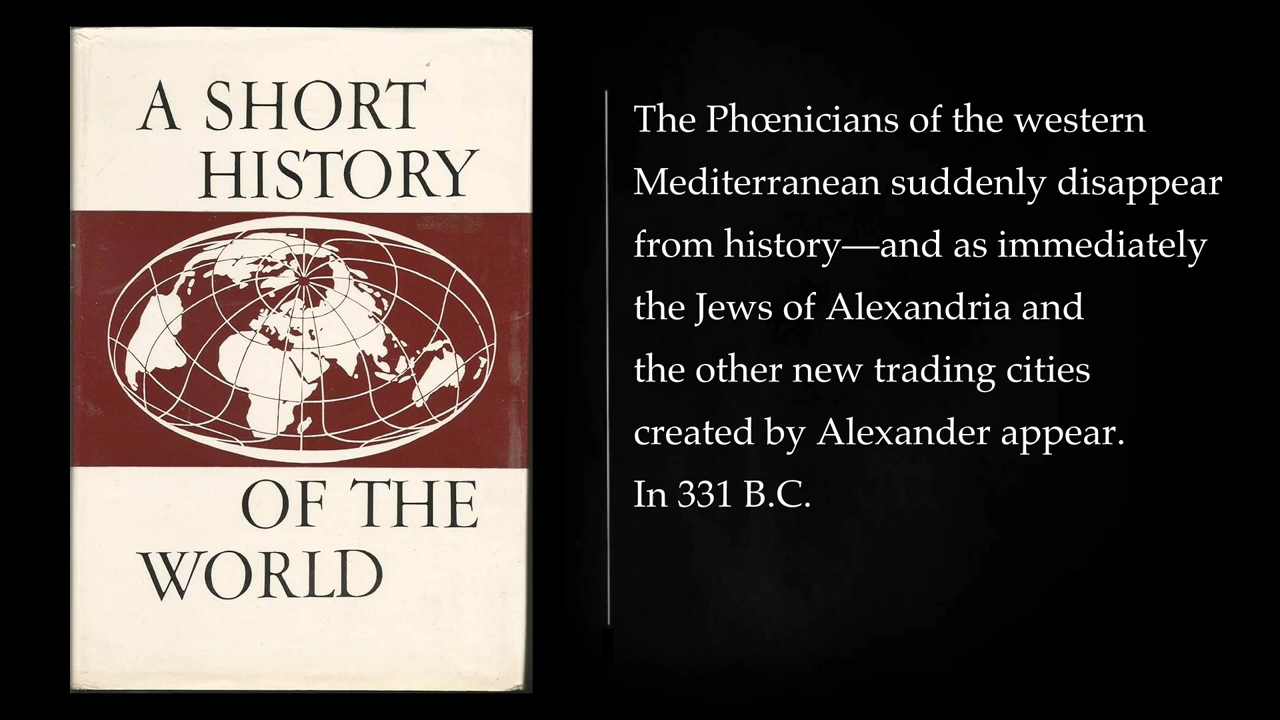 A SHORT
HISTORY
OF THE
WORLD
The Phœnicians of the western
Mediterranean suddenly disappear
from history—and as immediately
the Jews of Alexandria and
the other new trading cities
created by Alexander appear.
In 331 B.C.